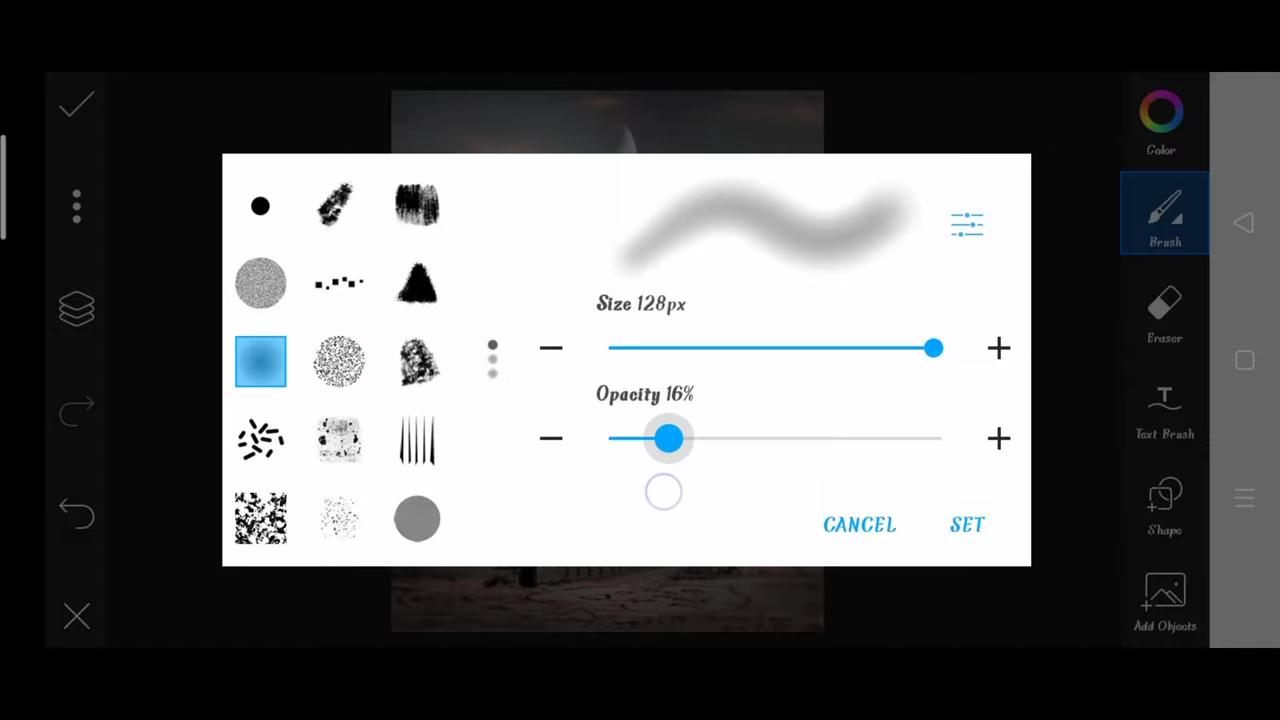 Color
Brush
Size 128px
Eraser
Opacity 16%
Text Brush
CANCEL
SET
Shape
Add Objects